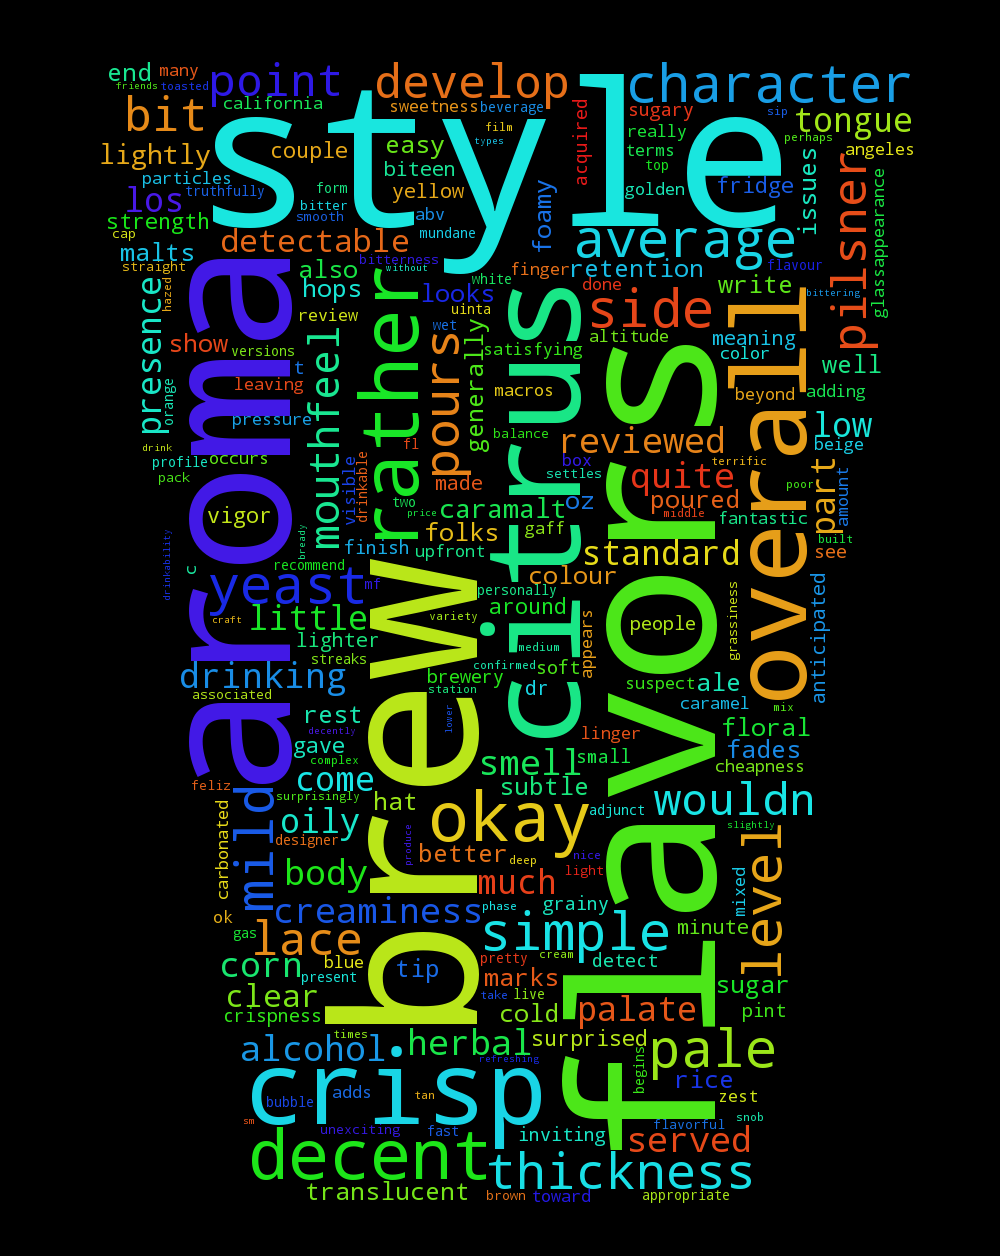 end
many
friends
toasted
point
develop
character
california
sweetness
beverage
acquired
sugary
sip
bit
style
film
types
really
perhaps
tongue
lightly
couple
easy
terms
top
angeles
particles
biteen
golden
fridge
issues
los
truthfully
form
yellow
foamy
bitter
smooth
abv
strength
mundane
cap
detectable
average
pilsner
glassappearance
malts
bitterness
straight
hazed
also
without
finger
retention
flavour
hops
looks
white
done
write
bittering
presence
aroma
review
uinta
side
citrus
overall
rather
wet
altitude
show
versions
pours
generally
satisfying
meaning
color
well
t
leaving
orange
mouthfeel
macros
beyond
adding
pressure
low
drink
balance
reviewed
beige
profile
occurs
fl
box
terrific
pack
visible
drinkable
made
settles
quite
part
amount
poor
two
price
caramalt
oz
poured
vigor
middle
fantastic
folks
gaff
built
bready
finish
upfront
standard
see
drinkability
c
recommend
yeast
mf
colour
personally
anticipated
craft
little
variety
around
people
grassiness
lighter
medium
appears
streaks
confirmed
soft
drinking
brewery
dr
suspect
ale
associated
station
caramel
mix
brew
flavors
rest
lower
decently
linger
floral
gave
complex
smell
small
fades
come
cheapness
feliz
surprisingly
subtle
mild
hat
okay
adjunct
wouldn
carbonated
oily
designer
produce
slightly
level
better
deep
nice
body
much
light
mixed
creaminess
phase
grainy
ok
gas
lace
simple
minute
corn
blue
tip
pretty
cream
detect
present
marks
clear
take
live
sugar
crispness
cold
palate
pint
times
herbal
surprised
alcohol
refreshing
begins
pale
crisp
rice
bubble
adds
tan
zest
sm
snob
unexciting
fast
inviting
flavorful
decent
served
thickness
translucent
brown
toward
appropriate